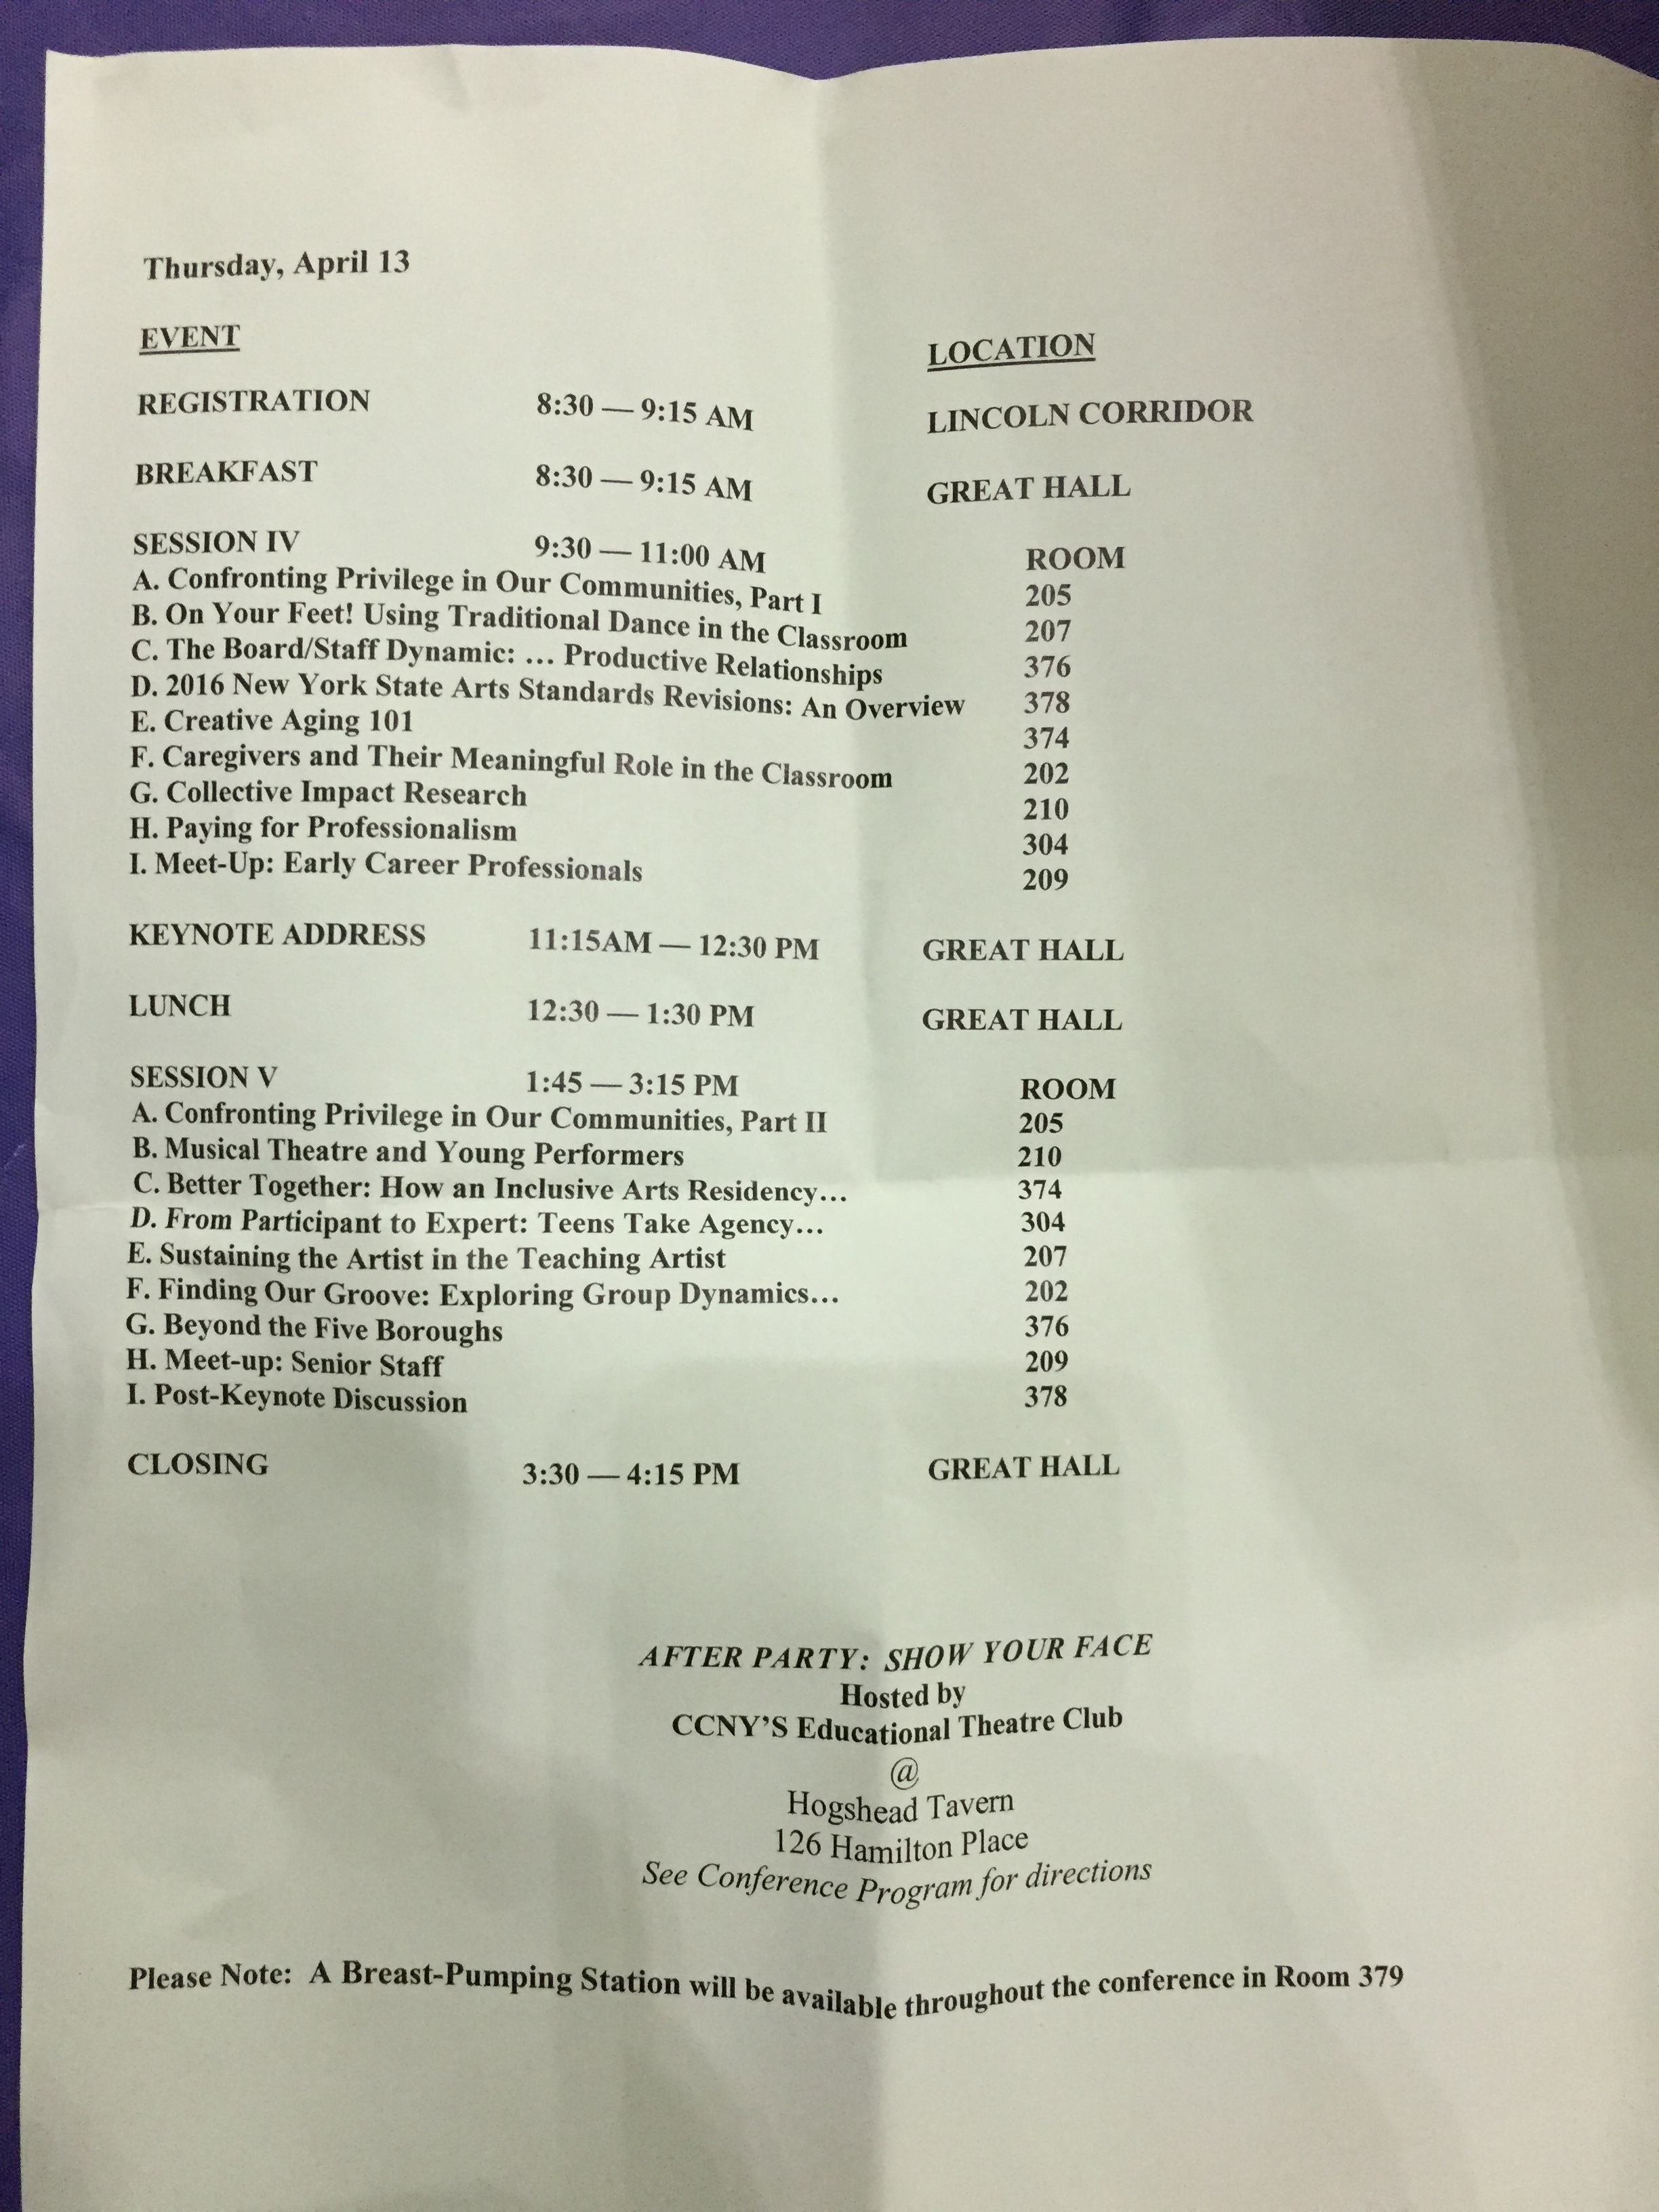 Thursday, April 13
EVENT LOCATION
REGISTRATION 8:30 — 9:15 AM LINCOLN CORRIDOR
BREAKFAST 8:30 — 9:15 AM GREAT HALL
SESSION IV 9:30 — 11:00 AM ROOM
A. Confronting Privilege in Our Communities, Part I 205
B. On Your Feet! Using Traditional Dance in the Classroom 207
C. The Board/Staff Dynamic: … Productive Relationships 376
D. 2016 New York State Arts Standards Revisions: An Overview 378
E. Creative Aging 101 374
F. Caregivers and Their Meaningful Role in the Classroom 202
G. Collective Impact Research 210
H. Paying for Professionalism 304
I. Meet-Up: Early Career Professionals 209
KEYNOTE ADDRESS 11:15AM — 12:30 PM GREAT HALL
LUNCH 12:30 — 1:30 PM GREAT HALL
SESSION V 1:45 — 3:15 PM ROOM
A. Confronting Privilege in Our Communities, Part II 205
B. Musical Theatre and Young Performers 210
C. Better Together: How an Inclusive Arts Residency… 374
D. From Participant to Expert: Teens Take Agency… 304
E. Sustaining the Artist in the Teaching Artist 207
F. Finding Our Groove: Exploring Group Dynamics… 202
G. Beyond the Five Boroughs 376
H. Meet-up: Senior Staff 209
I. Post-Keynote Discussion 378
CLOSING 3:30 — 4:15 PM GREAT HALL
AFTER PARTY: SHOW YOUR FACE
Hosted by
CCNY'S Educational Theatre Club
@
Hogshead Tavern
126 Hamilton Place
See Conference Program for directions
Please Note: A Breast-Pumping Station will be available throughout the conference in Room 379